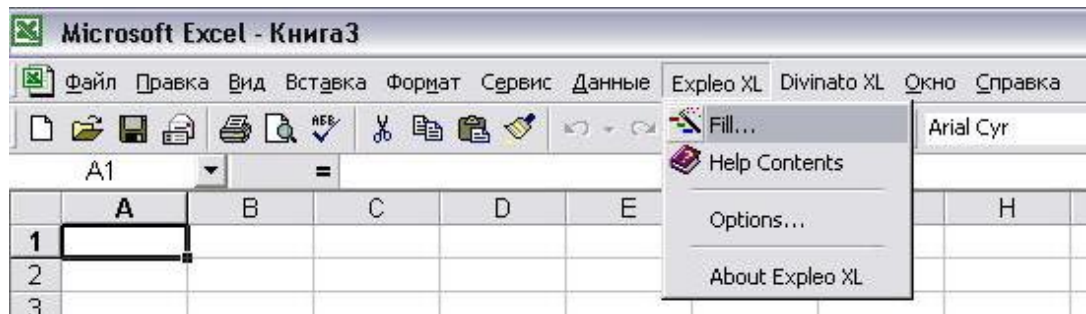 Microsoft Excel - Книга3
Файл Правка Вид Вставка Формат Сервис Данные Expleo XL Divinato XL Окно Справка
Fill...
Arial Cyr
Help Contents
A1 =
Options...
About Expleo XL
A B C D E H
1
2
3